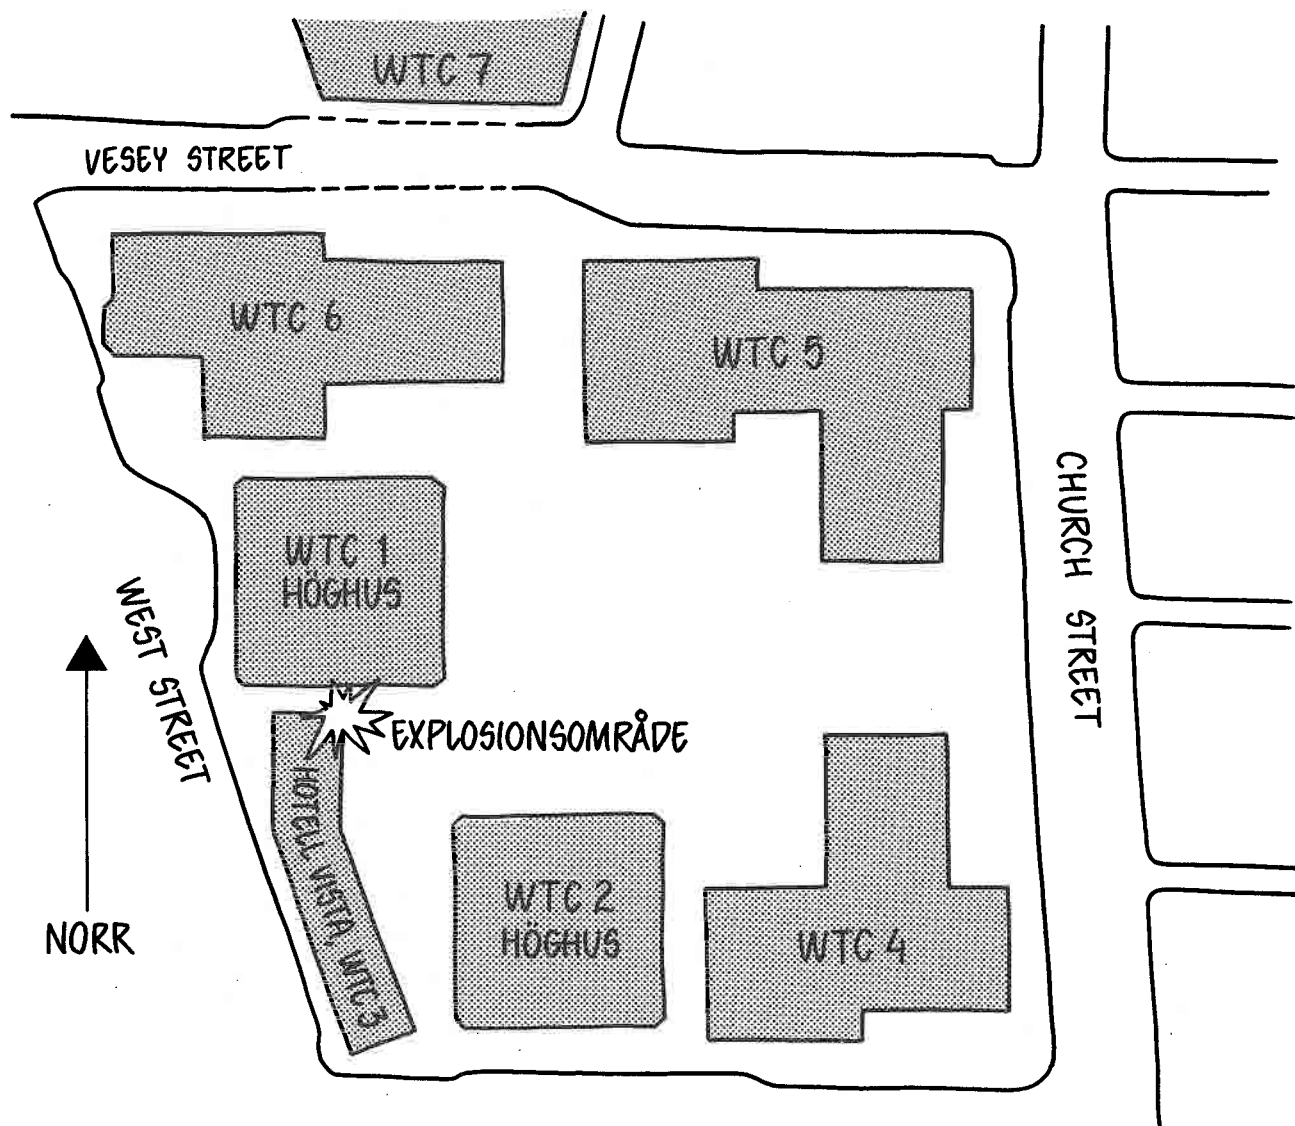 WTC 7
VESEY STREET
WTC 6
WTC 5
WTC 1
HÖGHUS
CHURCH STREET
WEST STREET
EXPLOSIONSOMRÅDE
HOTELL VISTA, WTC 3
WTC 2
HÖGHUS
WTC 4
NORR